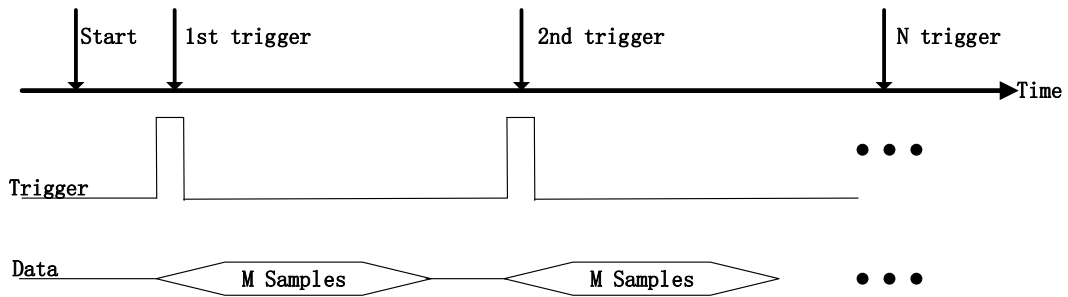 Start
1st trigger
2nd trigger
N trigger
Time
Trigger
Data
M Samples
M Samples